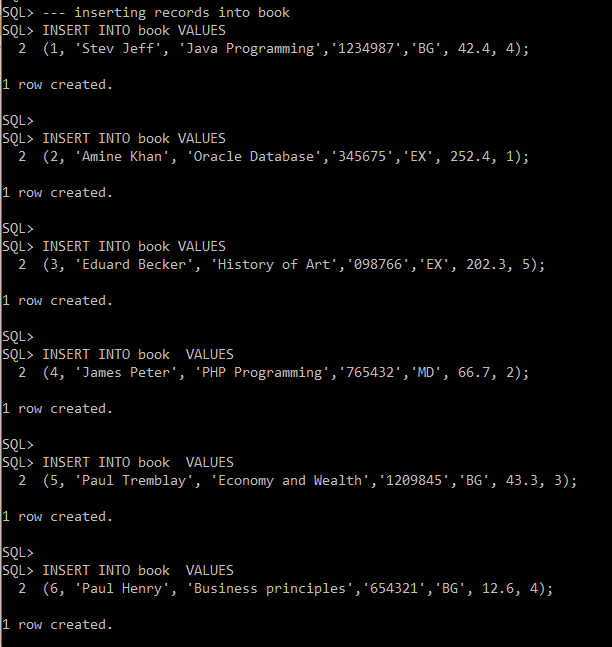 SQL> --- inserting records into book
SQL> INSERT INTO book VALUES
  2  (1, 'Stev Jeff', 'Java Programming','1234987','BG', 42.4, 4);
1 row created.
SQL>
SQL> INSERT INTO book VALUES
  2  (2, 'Amine Khan', 'Oracle Database','345675','EX', 252.4, 1);
1 row created.
SQL>
SQL> INSERT INTO book VALUES
  2  (3, 'Eduard Becker', 'History of Art','098766','EX', 202.3, 5);
1 row created.
SQL>
SQL> INSERT INTO book  VALUES
  2  (4, 'James Peter', 'PHP Programming','765432','MD', 66.7, 2);
1 row created.
SQL>
SQL> INSERT INTO book  VALUES
  2  (5, 'Paul Tremblay', 'Economy and Wealth','1209845','BG', 43.3, 3);
1 row created.
SQL>
SQL> INSERT INTO book  VALUES
  2  (6, 'Paul Henry', 'Business principles','654321','BG', 12.6, 4);
1 row created.